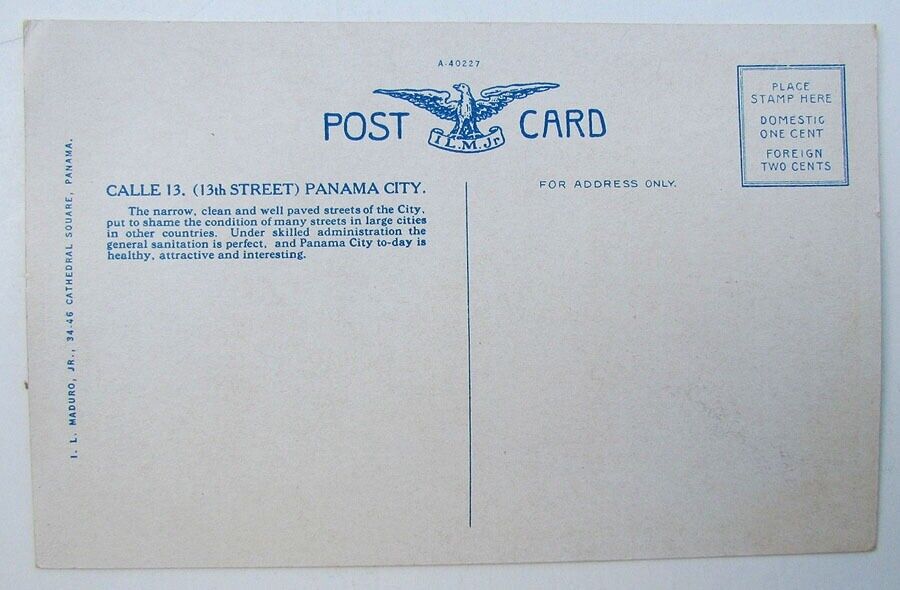 A-40227
POST CARD
I L. M. Jr
PLACE
STAMP HERE
DOMESTIC
ONE CENT
FOREIGN
TWO CENTS
CALLE 13. (13th STREET) PANAMA CITY.
The narrow, clean and well paved streets of the City,
put to shame the condition of many streets in large cities
in other countries. Under skilled administration the
general sanitation is perfect, and Panama City to-day is
healthy, attractive and interesting.
FOR ADDRESS ONLY.
I. L. MADURO, JR., 34-46 CATHEDRAL SQUARE, PANAMA.